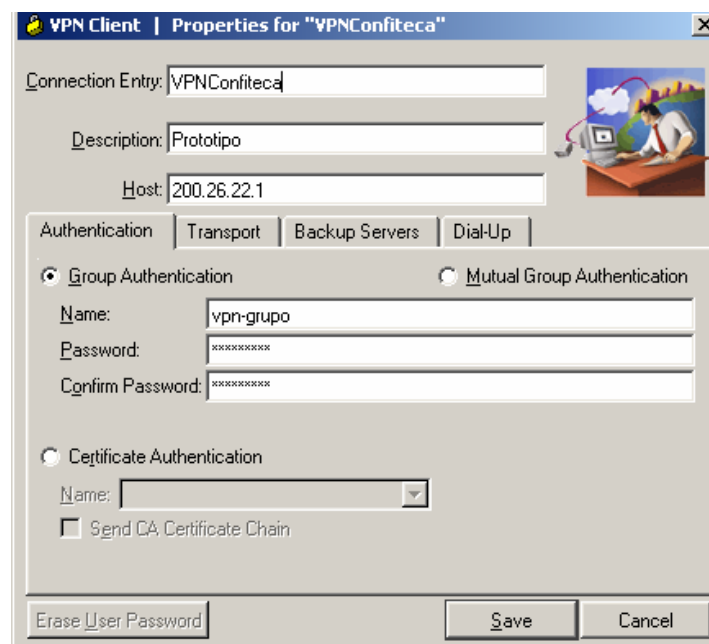 VPN Client | Properties for "VPNConfiteca"
Connection Entry: VPNConfiteca
Description: Prototipo
Host: 200.26.22.1
Authentication Transport Backup Servers Dial-Up
Group Authentication Mutual Group Authentication
Name: vpn-grupo
Password: *********
Confirm Password: *********
Certificate Authentication
Name:
Send CA Certificate Chain
Erase User Password Save Cancel